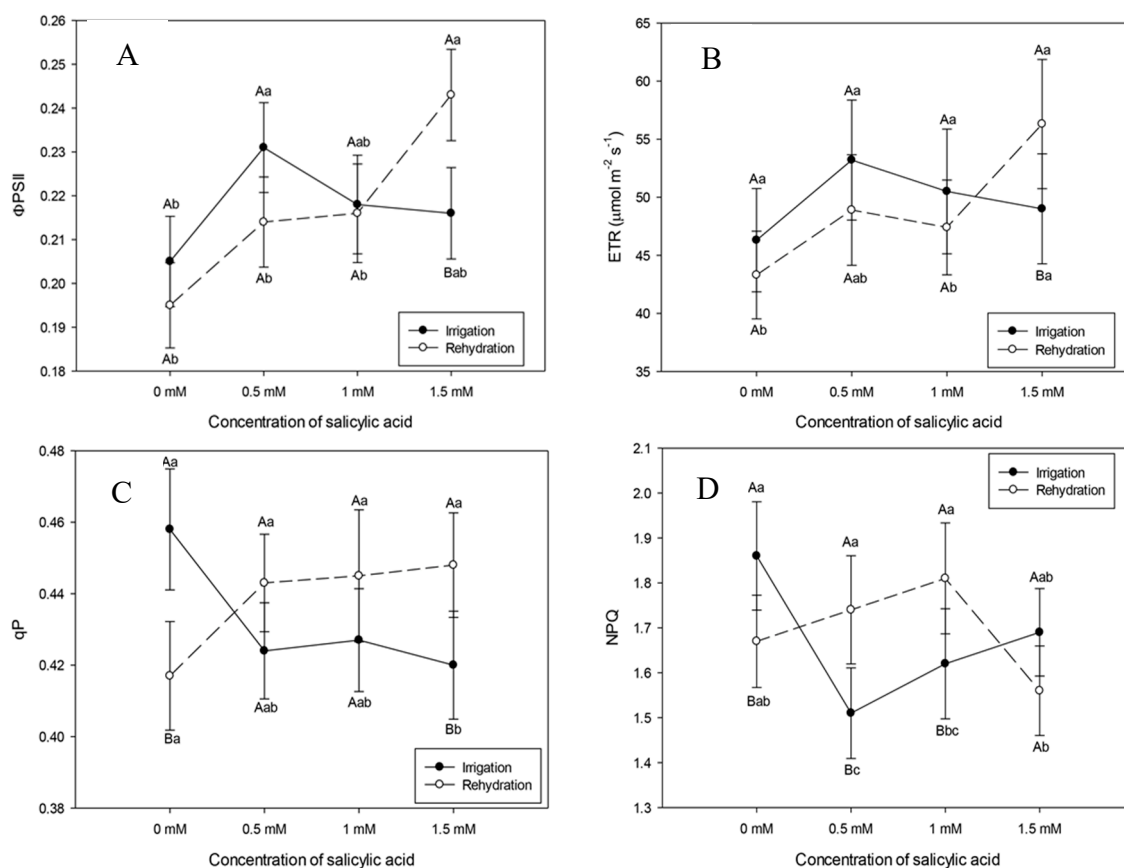 A
ΦPSII
0.26
0.25
0.24
0.23
0.22
0.21
0.20
0.19
0.18
Ab
Aa
Aab
Aa
Ab
Ab
Ab
Bab
Irrigation
Rehydration
0 mM 0.5 mM 1 mM 1.5 mM
Concentration of salicylic acid
B
ETR (μmol m⁻² s⁻¹)
65
60
55
50
45
40
35
Aa
Aa
Aa
Aa
Ab
Aab
Ab
Ba
Irrigation
Rehydration
0 mM 0.5 mM 1 mM 1.5 mM
Concentration of salicylic acid
C
qP
0.48
0.46
0.44
0.42
0.40
0.38
Aa
Aa
Aa
Aa
Ba
Aab
Aab
Bb
Irrigation
Rehydration
0 mM 0.5 mM 1 mM 1.5 mM
Concentration of salicylic acid
D
NPQ
2.1
2.0
1.9
1.8
1.7
1.6
1.5
1.4
1.3
Irrigation
Rehydration
Aa
Aa
Aa
Aab
Bab
Bc
Bbc
Ab
0 mM 0.5 mM 1 mM 1.5 mM
Concentration of salicylic acid